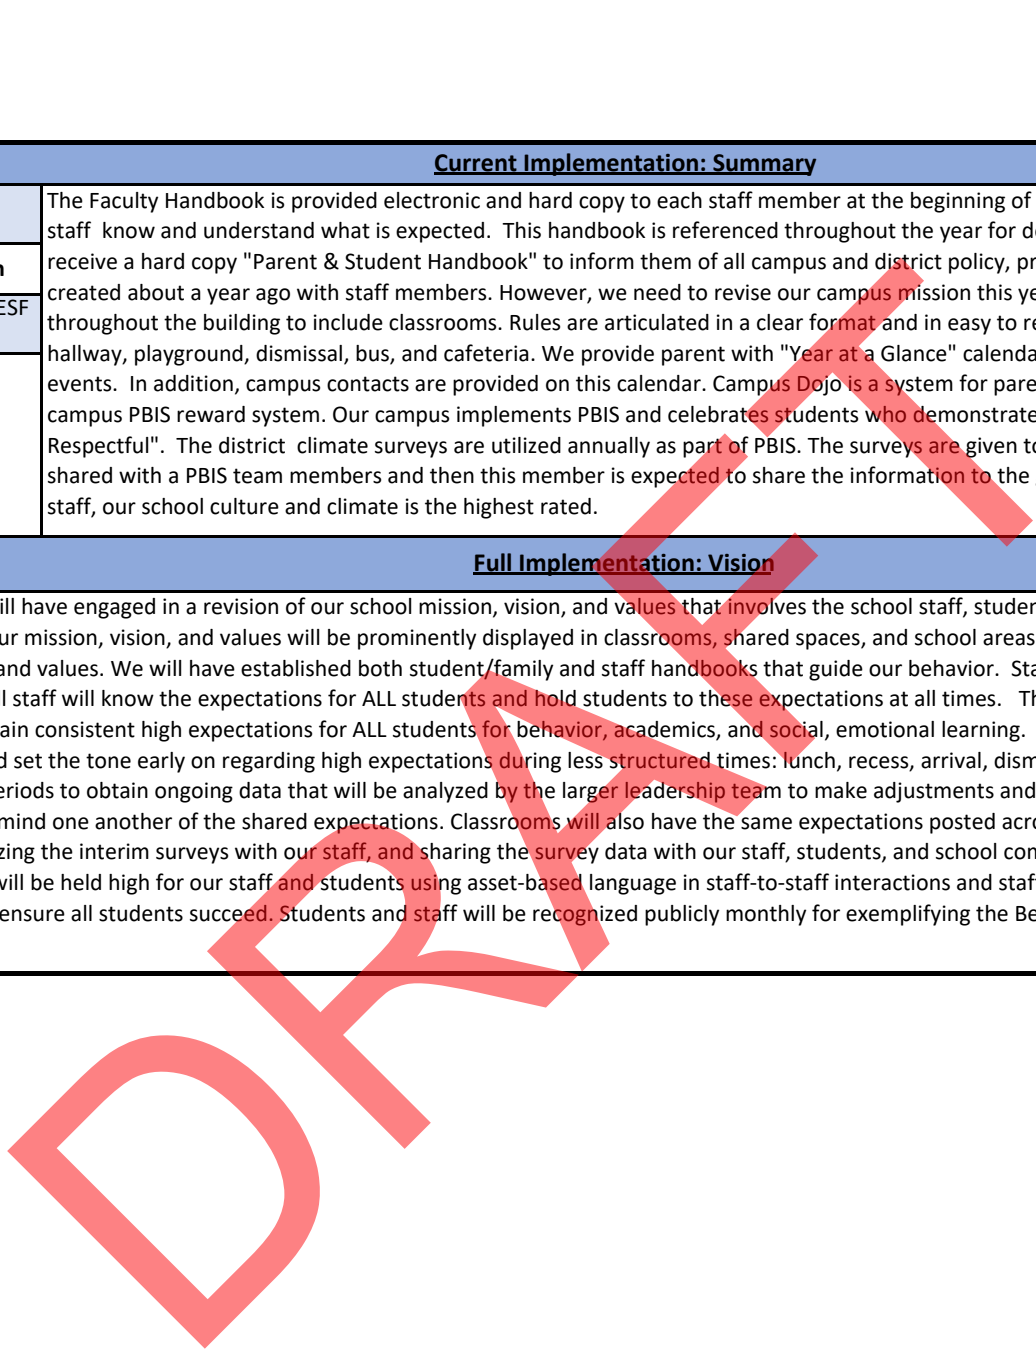 Current Implementation: Summary
The Faculty Handbook is provided electronic and hard copy to each staff member at the beginning of
staff  know and understand what is expected.  This handbook is referenced throughout the year for d
n
receive a hard copy "Parent & Student Handbook" to inform them of all campus and district policy, pr
ESF
created about a year ago with staff members. However, we need to revise our campus mission this ye
throughout the building to include classrooms. Rules are articulated in a clear format and in easy to re
hallway, playground, dismissal, bus, and cafeteria. We provide parent with "Year at a Glance" calenda
events.  In addition, campus contacts are provided on this calendar. Campus Dojo is a system for pare
campus PBIS reward system. Our campus implements PBIS and celebrates students who demonstrate
Respectful".  The district  climate surveys are utilized annually as part of PBIS. The surveys are given to
shared with a PBIS team members and then this member is expected to share the information to the
staff, our school culture and climate is the highest rated.
Full Implementation: Vision
ill have engaged in a revision of our school mission, vision, and values that involves the school staff, studen
ur mission, vision, and values will be prominently displayed in classrooms, shared spaces, and school areas
and values. We will have established both student/family and staff handbooks that guide our behavior.  Sta
l staff will know the expectations for ALL students and hold students to these expectations at all times.   Th
ain consistent high expectations for ALL students for behavior, academics, and social, emotional learning.
d set the tone early on regarding high expectations during less structured times: lunch, recess, arrival, dism
eriods to obtain ongoing data that will be analyzed by the larger leadership team to make adjustments and
mind one another of the shared expectations. Classrooms will also have the same expectations posted acro
zing the interim surveys with our staff, and sharing the survey data with our staff, students, and school con
will be held high for our staff and students using asset-based language in staff-to-staff interactions and staf
ensure all students succeed. Students and staff will be recognized publicly monthly for exemplifying the Be
DRAFT